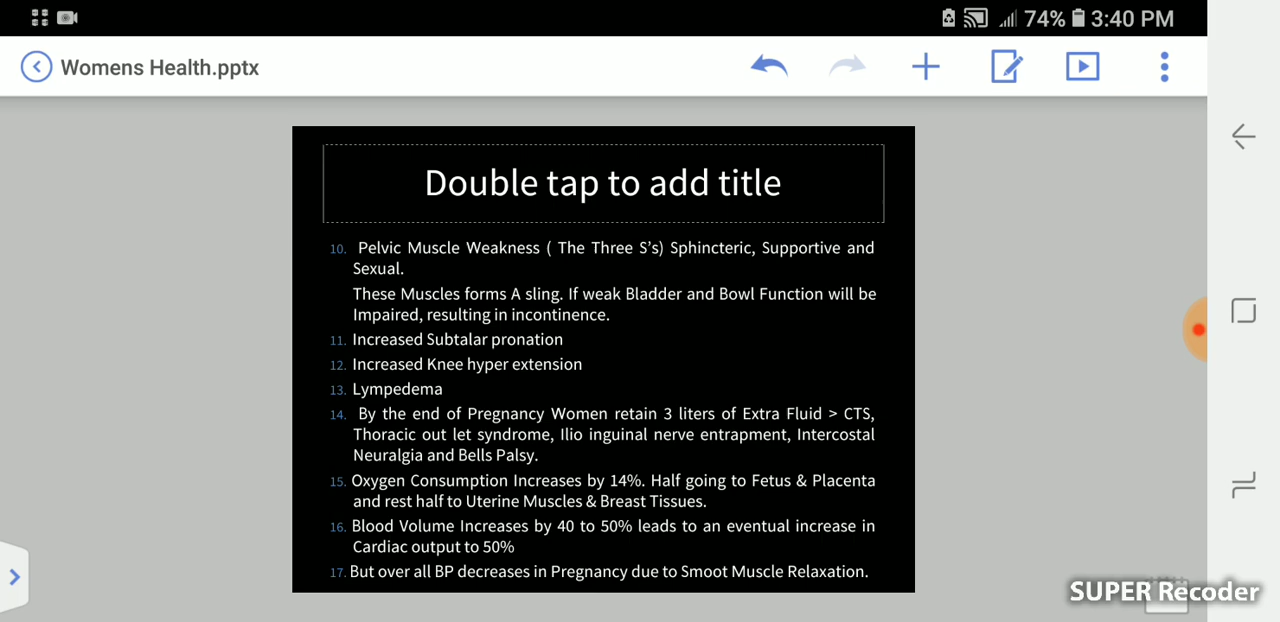 74% 3:40 PM
Womens Health.pptx
Double tap to add title
10. Pelvic Muscle Weakness ( The Three S's) Sphincteric, Supportive and
Sexual.
These Muscles forms A sling. If weak Bladder and Bowl Function will be
Impaired, resulting in incontinence.
11. Increased Subtalar pronation
12. Increased Knee hyper extension
13. Lympedema
14. By the end of Pregnancy Women retain 3 liters of Extra Fluid > CTS,
Thoracic out let syndrome, Ilio inguinal nerve entrapment, Intercostal
Neuralgia and Bells Palsy.
15. Oxygen Consumption Increases by 14%. Half going to Fetus & Placenta
and rest half to Uterine Muscles & Breast Tissues.
16. Blood Volume Increases by 40 to 50% leads to an eventual increase in
Cardiac output to 50%
17. But over all BP decreases in Pregnancy due to Smoot Muscle Relaxation.
SUPER Recoder